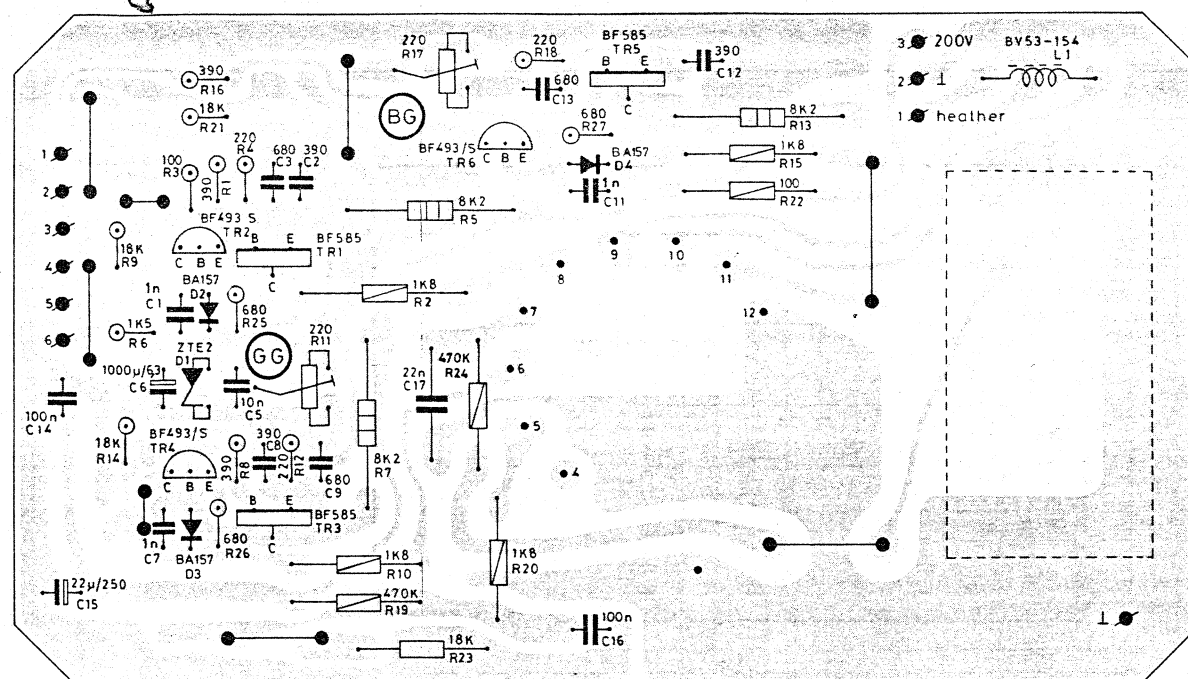 220
R17
220
R18
BF585
TR5
B E
C
390
C12
3 200V
BV53-154
L1
2 ⊥
1 heather
390
R16
18K
R21
680
C13
BG
680
R27
8K2
R13
BF493/S
TR6
C B E
BA157
D4
1K8
R15
1n
C11
100
R22
1
2
3
4
5
6
100
R3
390
R1
220
R4
680
C3
390
C2
8K2
R5
BF493 S
TR2
C B E
B E
BF585
TR1
C
18K
R9
8
9
10
11
12
7
6
5
4
1n
C1
BA157
D2
680
R25
1K8
R2
1K5
R6
ZTE2
D1
GG
220
R11
1000µ/63
C6
10n
C5
22n
C17
470K
R24
100n
C14
18K
R14
BF493/S
TR4
C B E
390
R8
390
C8
220
R12
680
C9
8K2
R7
B E
BF585
TR3
C
1n
C7
BA157
D3
680
R26
1K8
R10
1K8
R20
22µ/250
C15
470K
R19
100n
C16
18K
R23
⊥